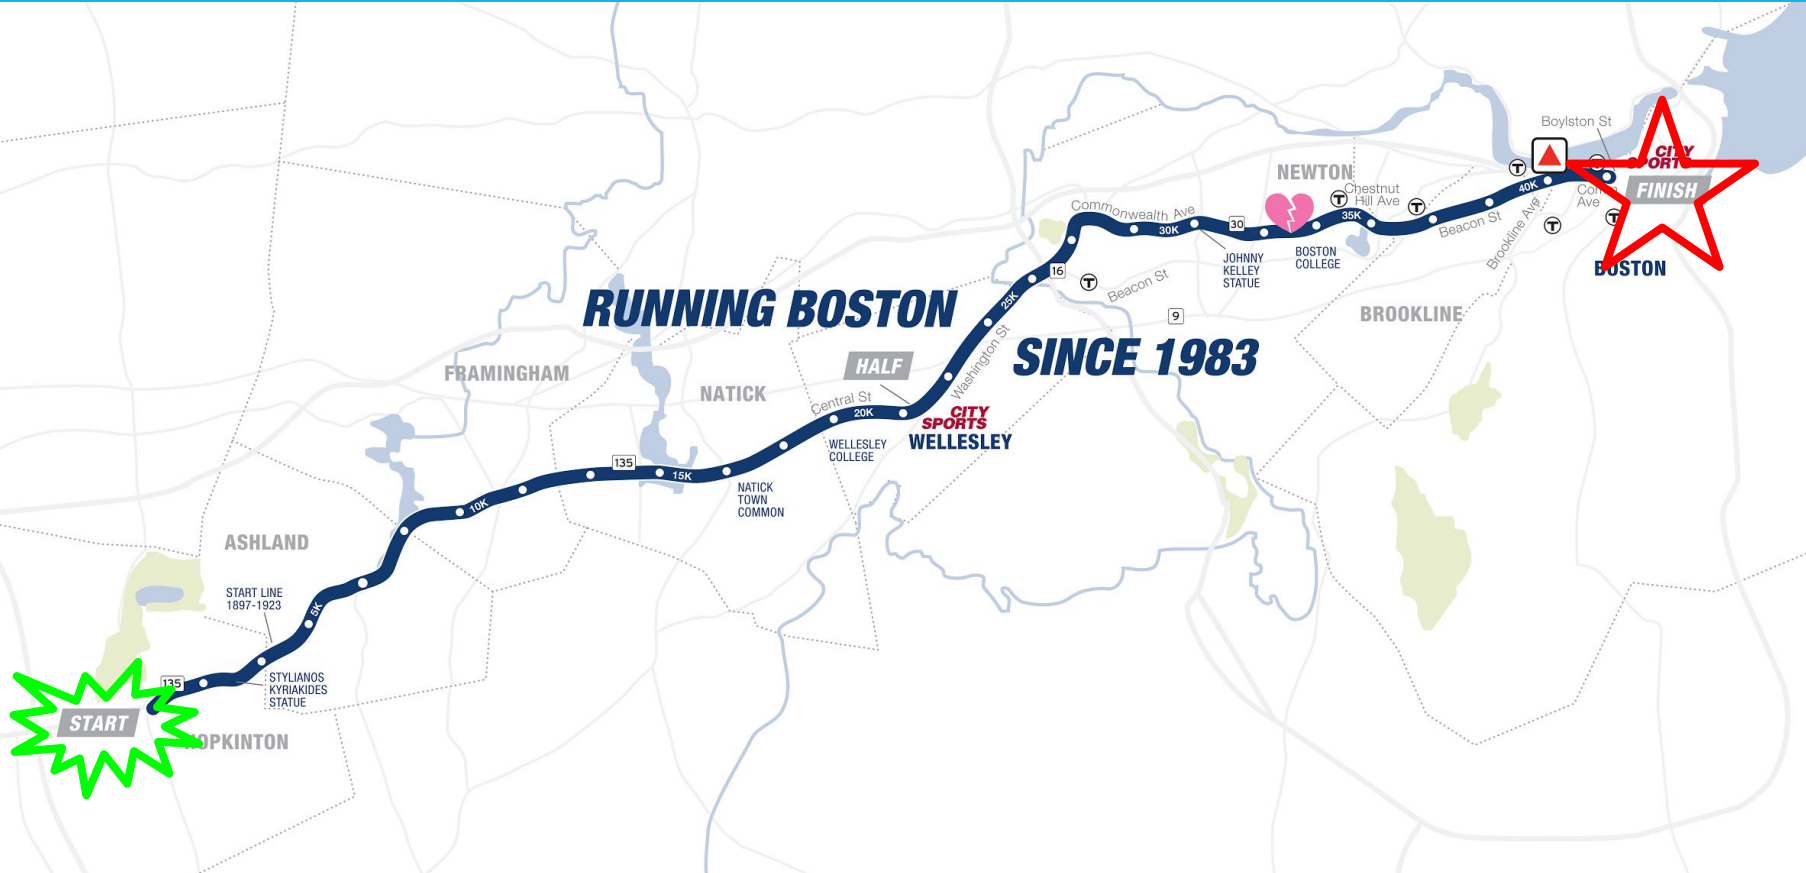 Boylston St
CITY
SPORTS
FINISH
BOSTON
NEWTON
Chestnut
Hill Ave
T
T
T
T
T
T
40K
Ave
Beacon St
Brookline Ave
35K
Commonwealth Ave
30K
30
JOHNNY
KELLEY
STATUE
BOSTON
COLLEGE
BROOKLINE
16
Beacon St
9
25K
RUNNING BOSTON
SINCE 1983
Washington St
HALF
FRAMINGHAM
NATICK
Central St
20K
CITY
SPORTS
WELLESLEY
WELLESLEY
COLLEGE
135
15K
NATICK
TOWN
COMMON
10K
ASHLAND
START LINE
1897-1923
5K
135
STYLIANOS
KYRIAKIDES
STATUE
START
HOPKINTON